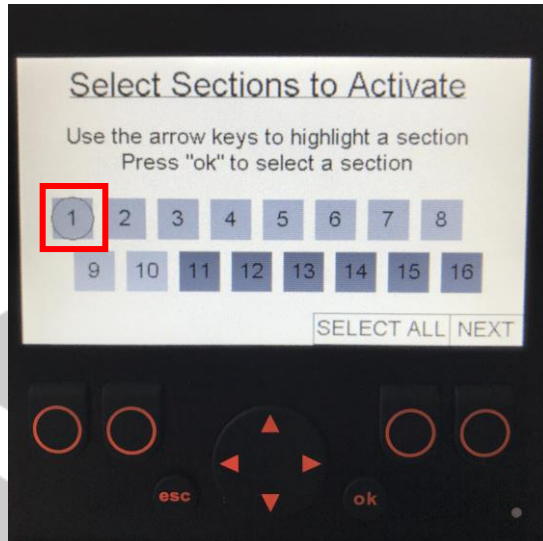 Select Sections to Activate
Use the arrow keys to highlight a section
Press "ok" to select a section
1 2 3 4 5 6 7 8
9 10 11 12 13 14 15 16
SELECT ALL NEXT
esc ok